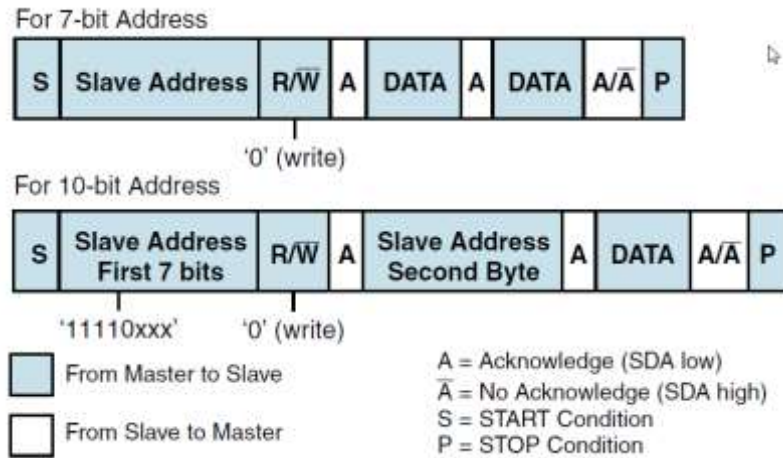 For 7-bit Address
S Slave Address R/W̅ A DATA A DATA A/A̅ P
'0' (write)
For 10-bit Address
S Slave Address First 7 bits R/W̅ A Slave Address Second Byte A DATA A/A̅ P
'11110xxx' '0' (write)
From Master to Slave
From Slave to Master
A = Acknowledge (SDA low)
A̅ = No Acknowledge (SDA high)
S = START Condition
P = STOP Condition